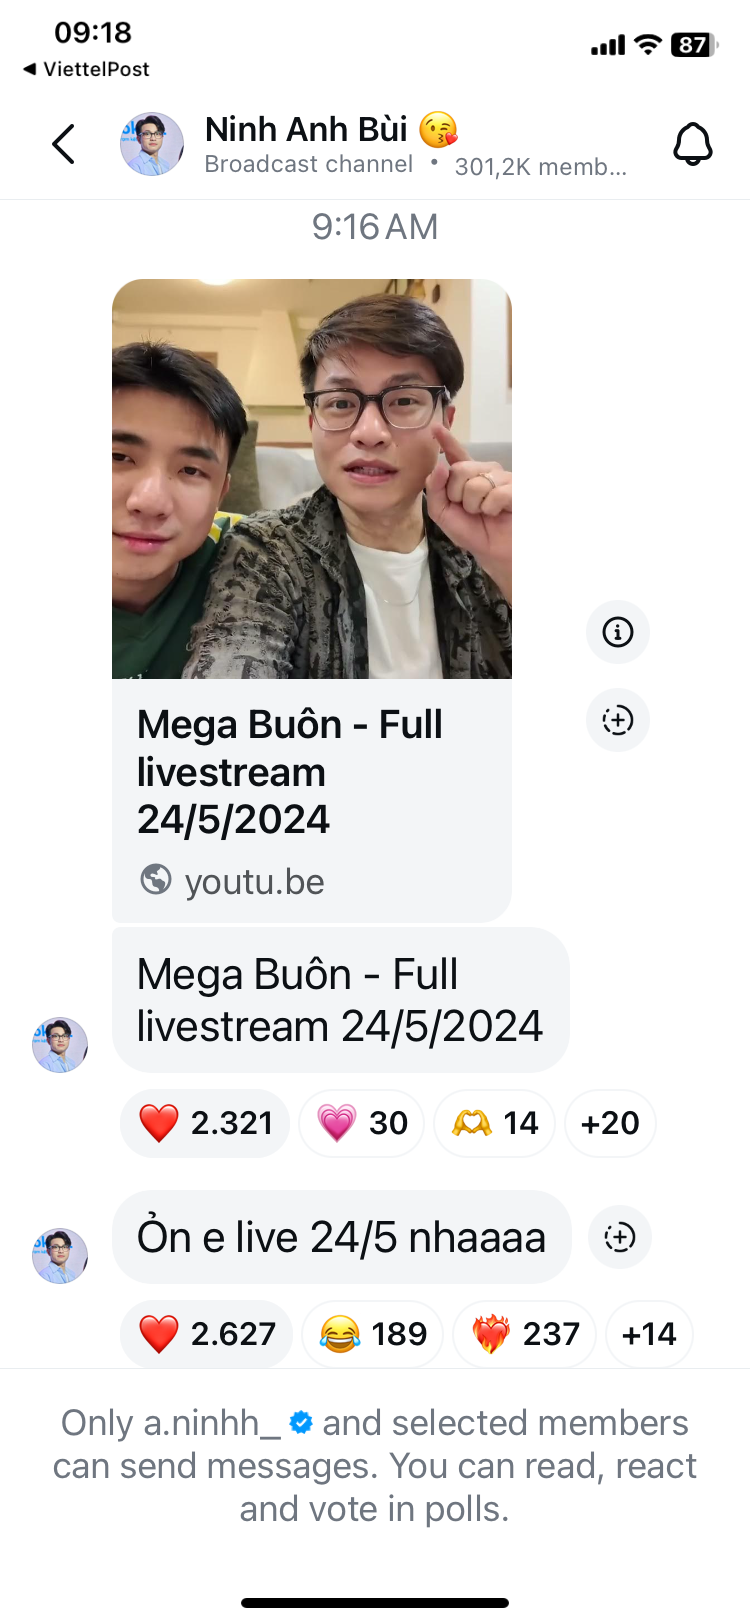 09:18
87
◀ ViettelPost
Ninh Anh Bùi 😘
Broadcast channel • 301,2K memb...
9:16 AM
Mega Buôn - Full
livestream
24/5/2024
youtu.be
Mega Buôn - Full
livestream 24/5/2024
❤️ 2.321 💗 30 🫶 14 +20
Ỏn e live 24/5 nhaaaa
❤️ 2.627 😂 189 ❤️‍🔥 237 +14
Only a.ninhh_ and selected members
can send messages. You can read, react
and vote in polls.